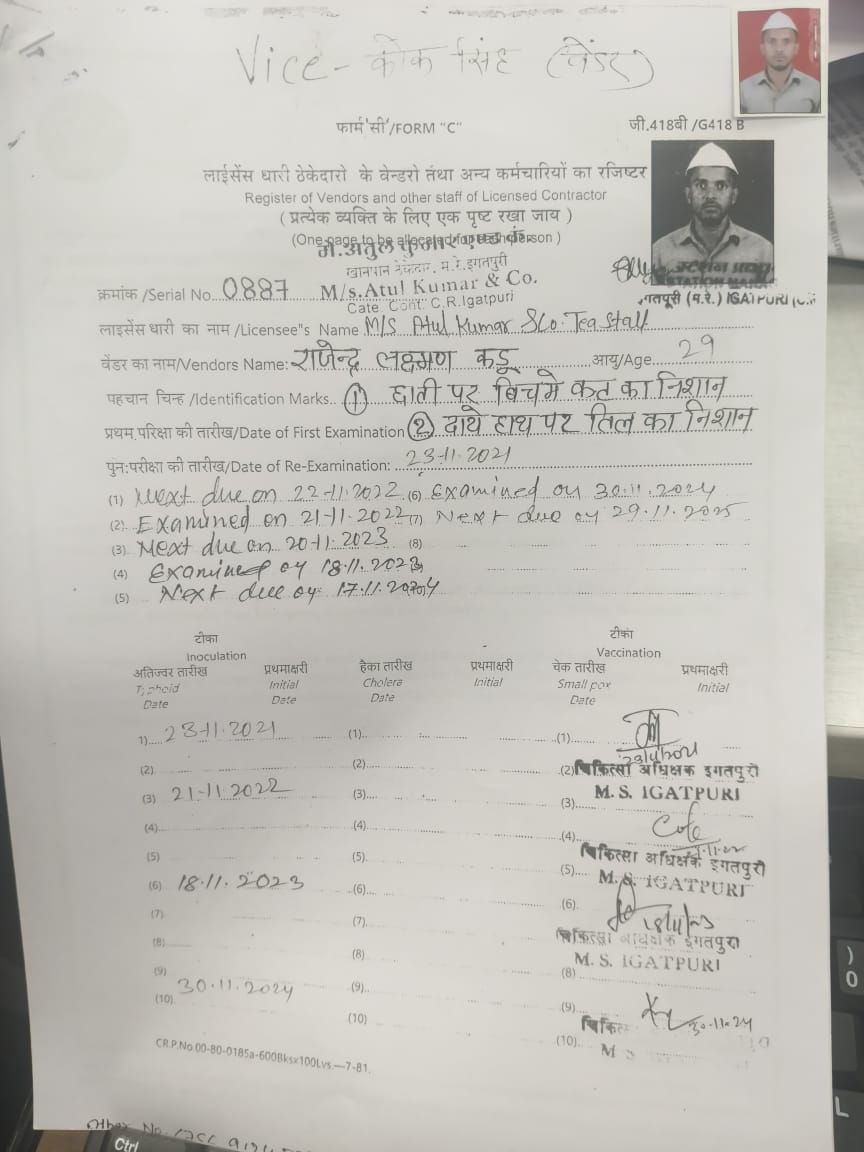 Vice - कोक सिंह (वेंडर)
फार्म'सी'/FORM "C"
जी.418बी /G418 B
लाईसेंस धारी ठेकेदारो के वेन्डरो तंथा अन्य कर्मचारियों का रजिष्टर
Register of Vendors and other staff of Licensed Contractor
( प्रत्येक व्यक्ति के लिए एक पृष्ट रखा जाय )
(One page to be allocated for each person )
मे.अतुल कुमार एण्ड कं.
खानपान ठेकेदार, म.रे.इगतपुरी
M/s.Atul Kumar & Co.
Cate. Cont. C.R.Igatpuri
STATION MANAGER
इगतपूरी (म.रे.) IGATPURI (C.R
क्रमांक /Serial No. 0887
लाइसेंस धारी का नाम /Licensee"s Name M/S Atul Kumar &Co. Tea Stall
वेंडर का नाम/Vendors Name: राजेन्द्र लक्ष्मण कडू आयु/Age 29
पहचान चिन्ह /Identification Marks.. (1) छाती पर बिचमे कत का निशान
प्रथम परिक्षा की तारीख/Date of First Examination (2) दाये हाथ पर तिल का निशान
पुन:परीक्षा की तारीख/Date of Re-Examination: 23-11-2021
(1) Next due on 22-11-2022 (6) Examined on 30.11.2024
(2). Examined on 21-11-2022 (7) Next due on 29.11.2025
(3) Next due on 20-11-2023 (8)
(4) Examined on 18.11.2023
(5) Next due on 17.11.2024
टीका टीका
Inoculation Vaccination
अतिज्वर तारीख प्रथमाक्षरी हैका तारीख प्रथमाक्षरी चेक तारीख प्रथमाक्षरी
Typhoid Initial Cholera Initial Small pox Initial
Date Date Date Date
1) 23-11-2021 (1) (1)
23/11/2021
(2) (2) (2) चिकित्सा अधिक्षक इगतपुरी
M. S. IGATPURI
(3) 21-11-2022 (3) (3)
(4) (4) (4)
चिकित्सा अधिक्षक इगतपुरी
(5) (5) (5) M. S. IGATPURI
(6) 18.11.2023 (6) (6)
18/11/23
(7) (7) चिकित्सा अधिक्षक इगतपुरी
M. S. IGATPURI
(8) (8) (8)
(9) (9) (9)
30.11.24
(10) 30.11.2024 (10) (10)
M S
C.R.P.No.00-80-0185a-600Bksx100Lvs.—7-81.
Ctrl
)
0
L